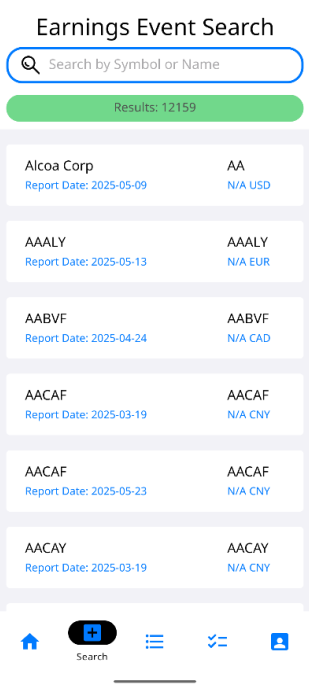 Earnings Event Search
Search by Symbol or Name
Results: 12159
Alcoa Corp AA
Report Date: 2025-05-09 N/A USD
AAALY AAALY
Report Date: 2025-05-13 N/A EUR
AABVF AABVF
Report Date: 2025-04-24 N/A CAD
AACAF AACAF
Report Date: 2025-03-19 N/A CNY
AACAF AACAF
Report Date: 2025-05-23 N/A CNY
AACAY AACAY
Report Date: 2025-03-19 N/A CNY
Search